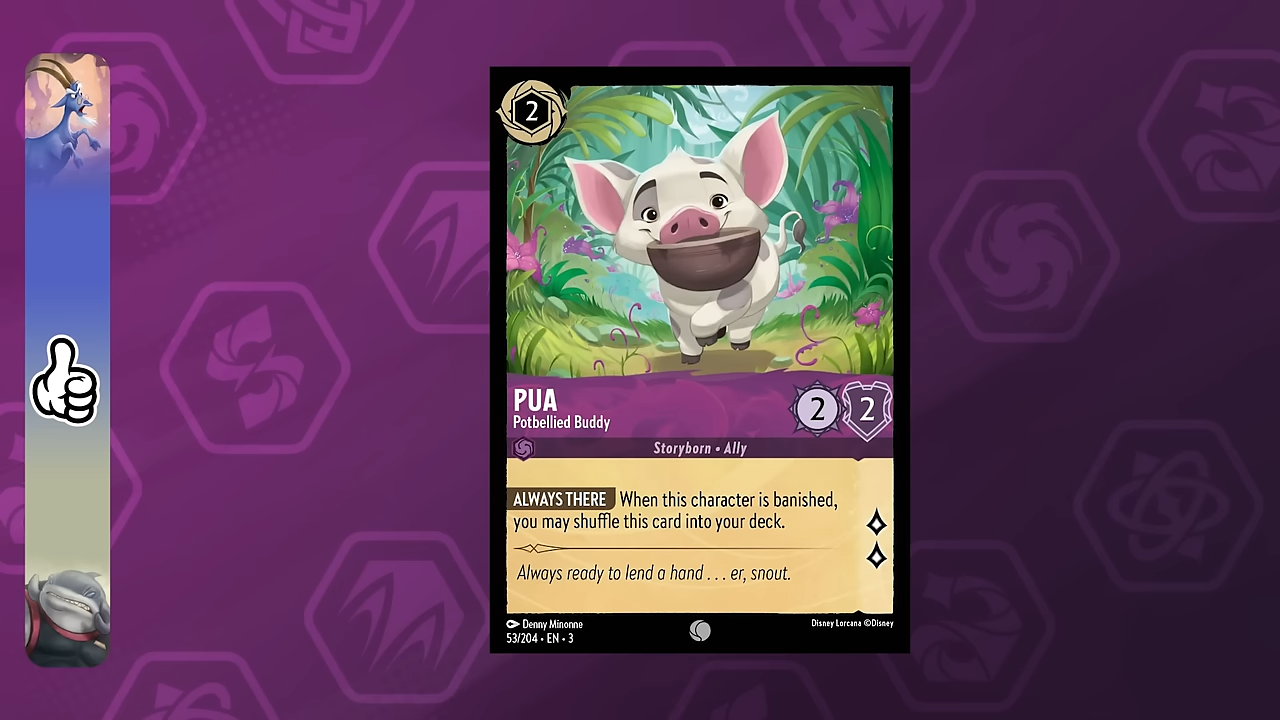 2
PUA
Potbellied Buddy
2 2
Storyborn • Ally
ALWAYS THERE When this character is banished,
you may shuffle this card into your deck.
Always ready to lend a hand . . . er, snout.
Denny Minonne
53/204 • EN • 3
Disney Lorcana ©Disney